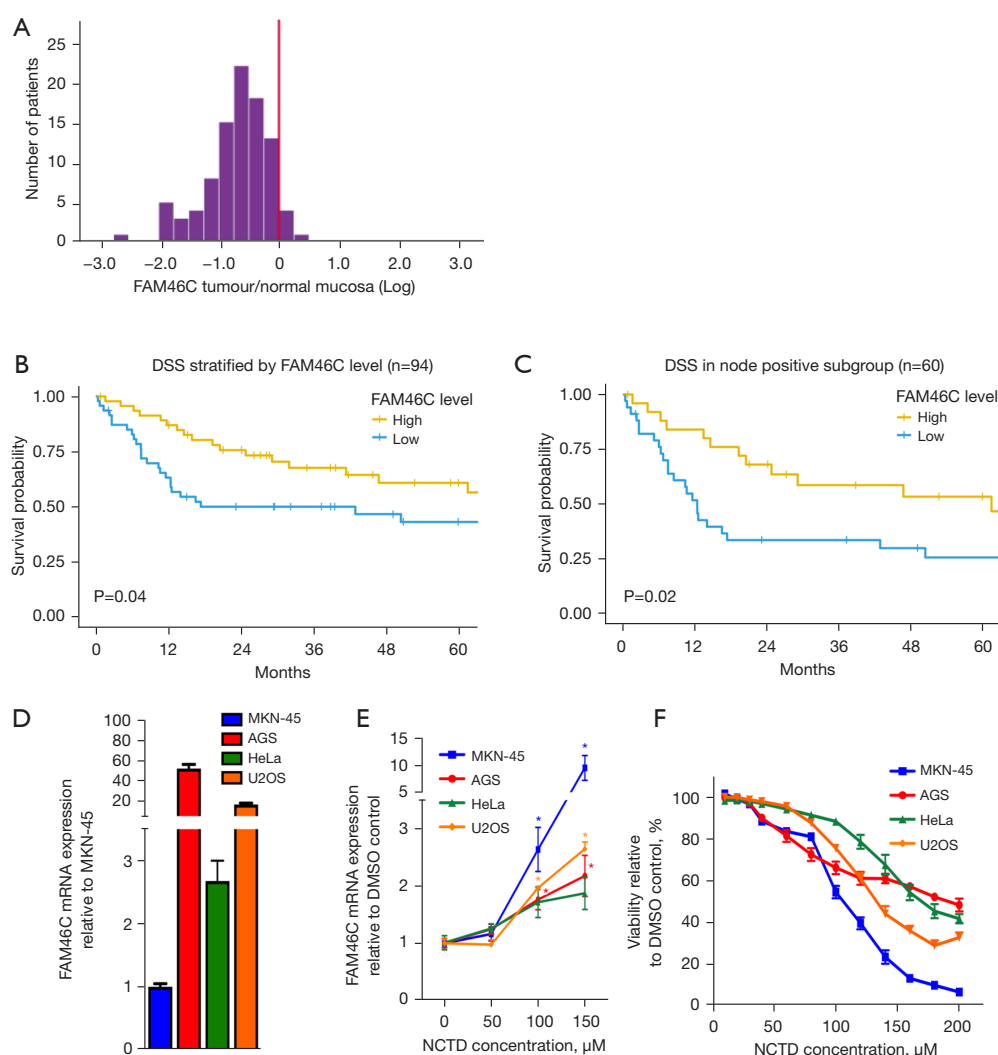 A
Number of patients
25
20
15
10
5
0
−3.0 −2.0 −1.0 0 1.0 2.0 3.0
FAM46C tumour/normal mucosa (Log)
B
DSS stratified by FAM46C level (n=94)
FAM46C level
High
Low
Survival probability
1.00
0.75
0.50
0.25
0.00
P=0.04
0 12 24 36 48 60
Months
C
DSS in node positive subgroup (n=60)
FAM46C level
High
Low
Survival probability
1.00
0.75
0.50
0.25
0.00
P=0.02
0 12 24 36 48 60
Months
D
FAM46C mRNA expression
relative to MKN-45
100
80
60
40
20
3
2
1
0
MKN-45
AGS
HeLa
U2OS
E
FAM46C mRNA expression
relative to DMSO control
15
10
5
3
2
1
0
MKN-45
AGS
HeLa
U2OS
* * * * * *
0 50 100 150
NCTD concentration, µM
F
Viability relative
to DMSO control, %
100
80
60
40
20
0
MKN-45
AGS
HeLa
U2OS
0 50 100 150 200
NCTD concentration, µM